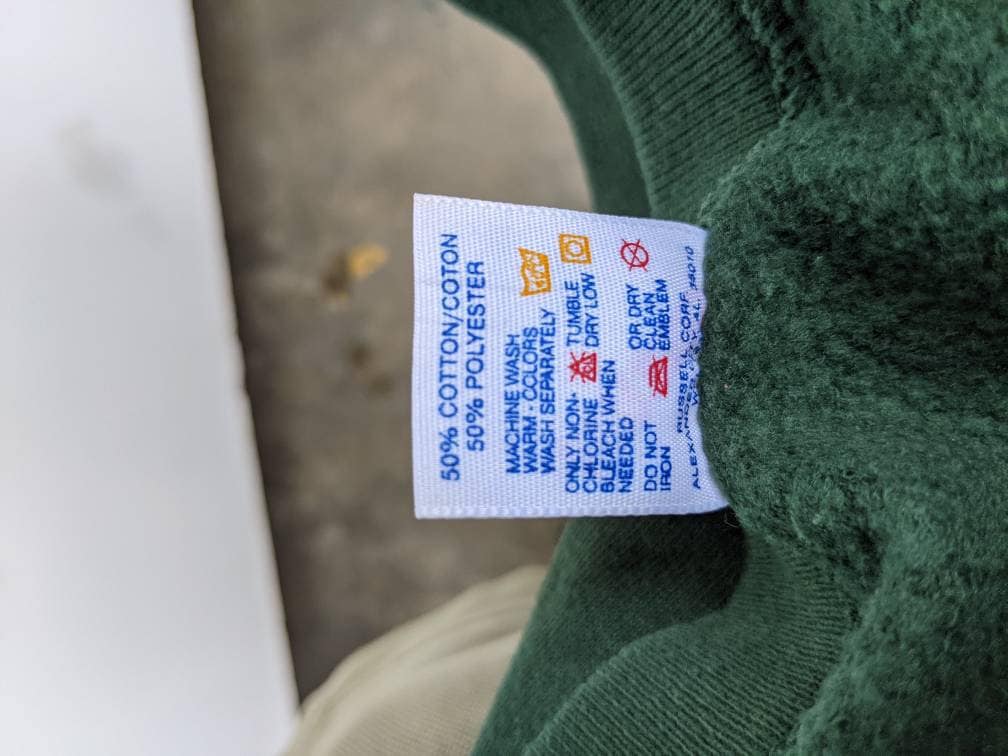 50% COTTON/COTON
50% POLYESTER
MACHINE WASH
WARM - COLORS
WASH SEPARATELY
ONLY NON- TUMBLE
CHLORINE DRY LOW
BLEACH WHEN
NEEDED OR DRY
DO NOT CLEAN
IRON EMBLEM
RUSSELL CORP.